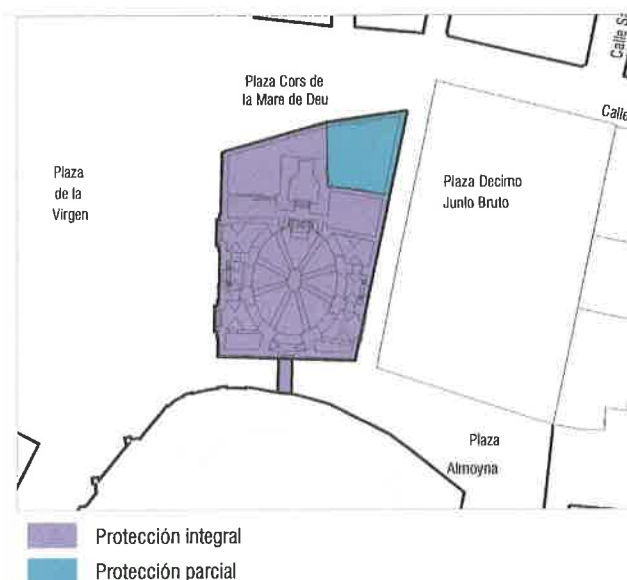 Calle Sa
Plaza Cors de
la Mare de Deu
Calle
Plaza
de la
Virgen
Plaza Decimo
Junio Bruto
Plaza
Almoyna
Protección integral
Protección parcial